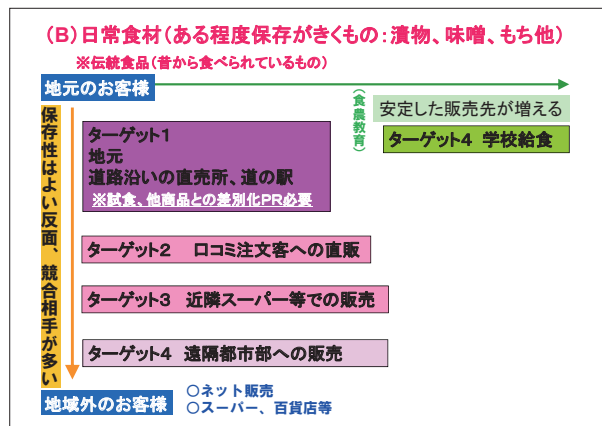 (B)日常食材(ある程度保存がきくもの:漬物、味噌、もち他)
※伝統食品(昔から食べられているもの)
地元のお客様
保存性はよい反面、競合相手が多い
(食農教育)
安定した販売先が増える
ターゲット4 学校給食
ターゲット1
地元
道路沿いの直売所、道の駅
※試食、他商品との差別化PR必要
ターゲット2 口コミ注文客への直販
ターゲット3 近隣スーパー等での販売
ターゲット4 遠隔都市部への販売
地域外のお客様
○ネット販売
○スーパー、百貨店等